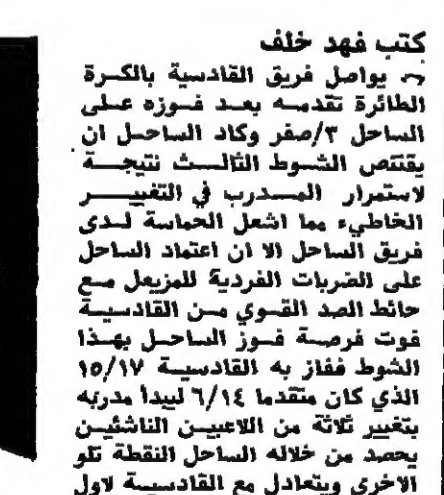 كتب فهد خلف
يواصل فريق القادسية بالكرة
الطائرة تقدمه بعد فوزه على
الساحل ٣/صفر وكاد الساحل ان
يقتنص الشوط الثالث نتيجة
لاستمرار المدرب في التغيير
الخاطيء مما اشعل الحماسة لدى
فريق الساحل الا ان اعتماد الساحل
على الضربات الفردية للمزيعل مع
حائط الصد القوي من القادسية
فوت فرصة فوز الساحل بهذا
الشوط ففاز به القادسية ١٥/١٧
الذي كان متقدما ٦/١٤ ليبدأ مدربه
بتغيير ثلاثة من اللاعبين الناشئين
يحصد من خلاله الساحل النقطة تلو
الاخرى ويتعادل مع القادسية لاول